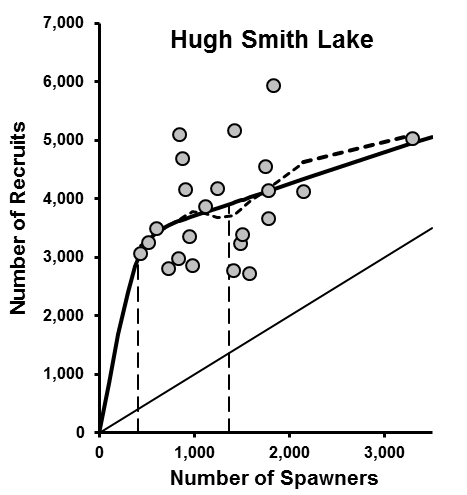 Hugh Smith Lake
Number of Recruits
7,000
6,000
5,000
4,000
3,000
2,000
1,000
0
0 1,000 2,000 3,000
Number of Spawners